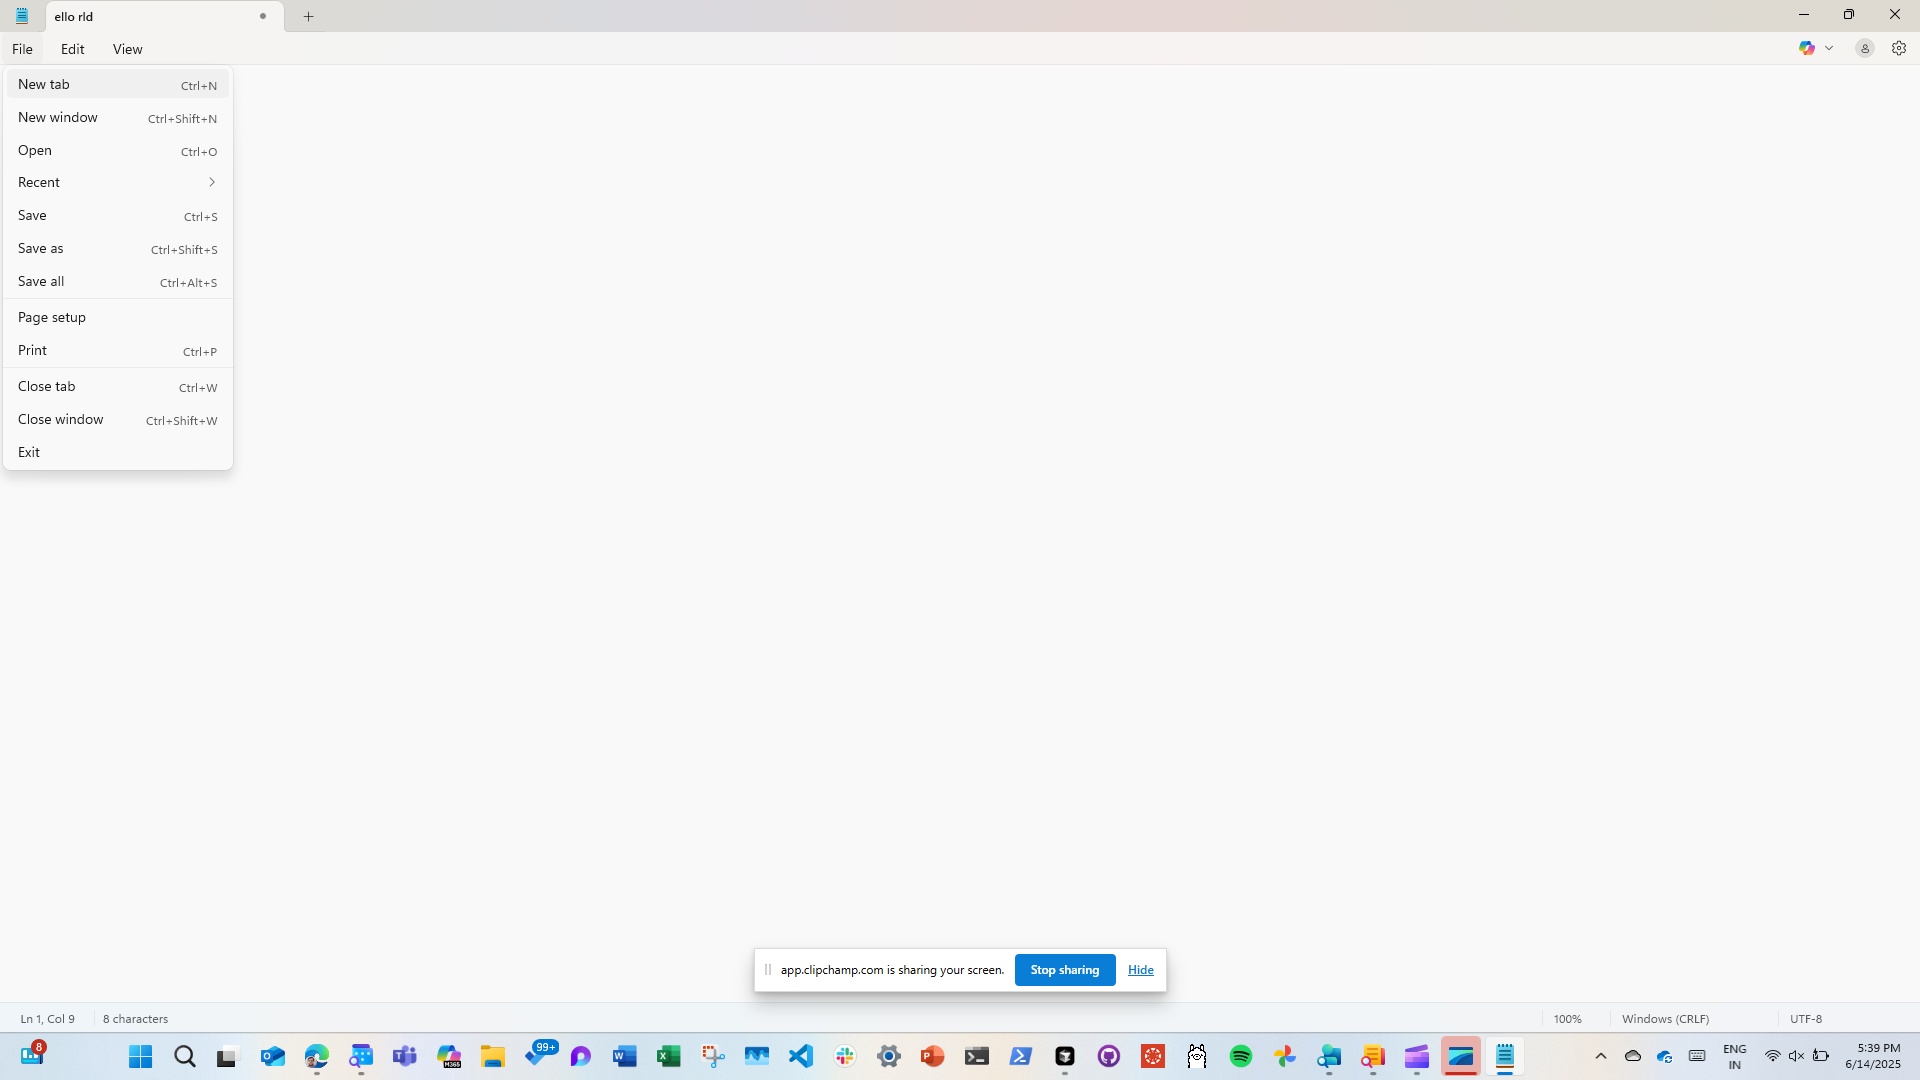 ello rld
File Edit View
New tab Ctrl+N
New window Ctrl+Shift+N
Open Ctrl+O
Recent
Save Ctrl+S
Save as Ctrl+Shift+S
Save all Ctrl+Alt+S
Page setup
Print Ctrl+P
Close tab Ctrl+W
Close window Ctrl+Shift+W
Exit
app.clipchamp.com is sharing your screen. Stop sharing Hide
Ln 1, Col 9 8 characters 100% Windows (CRLF) UTF-8
8 99+ M365 ENG 5:39 PM
IN 6/14/2025